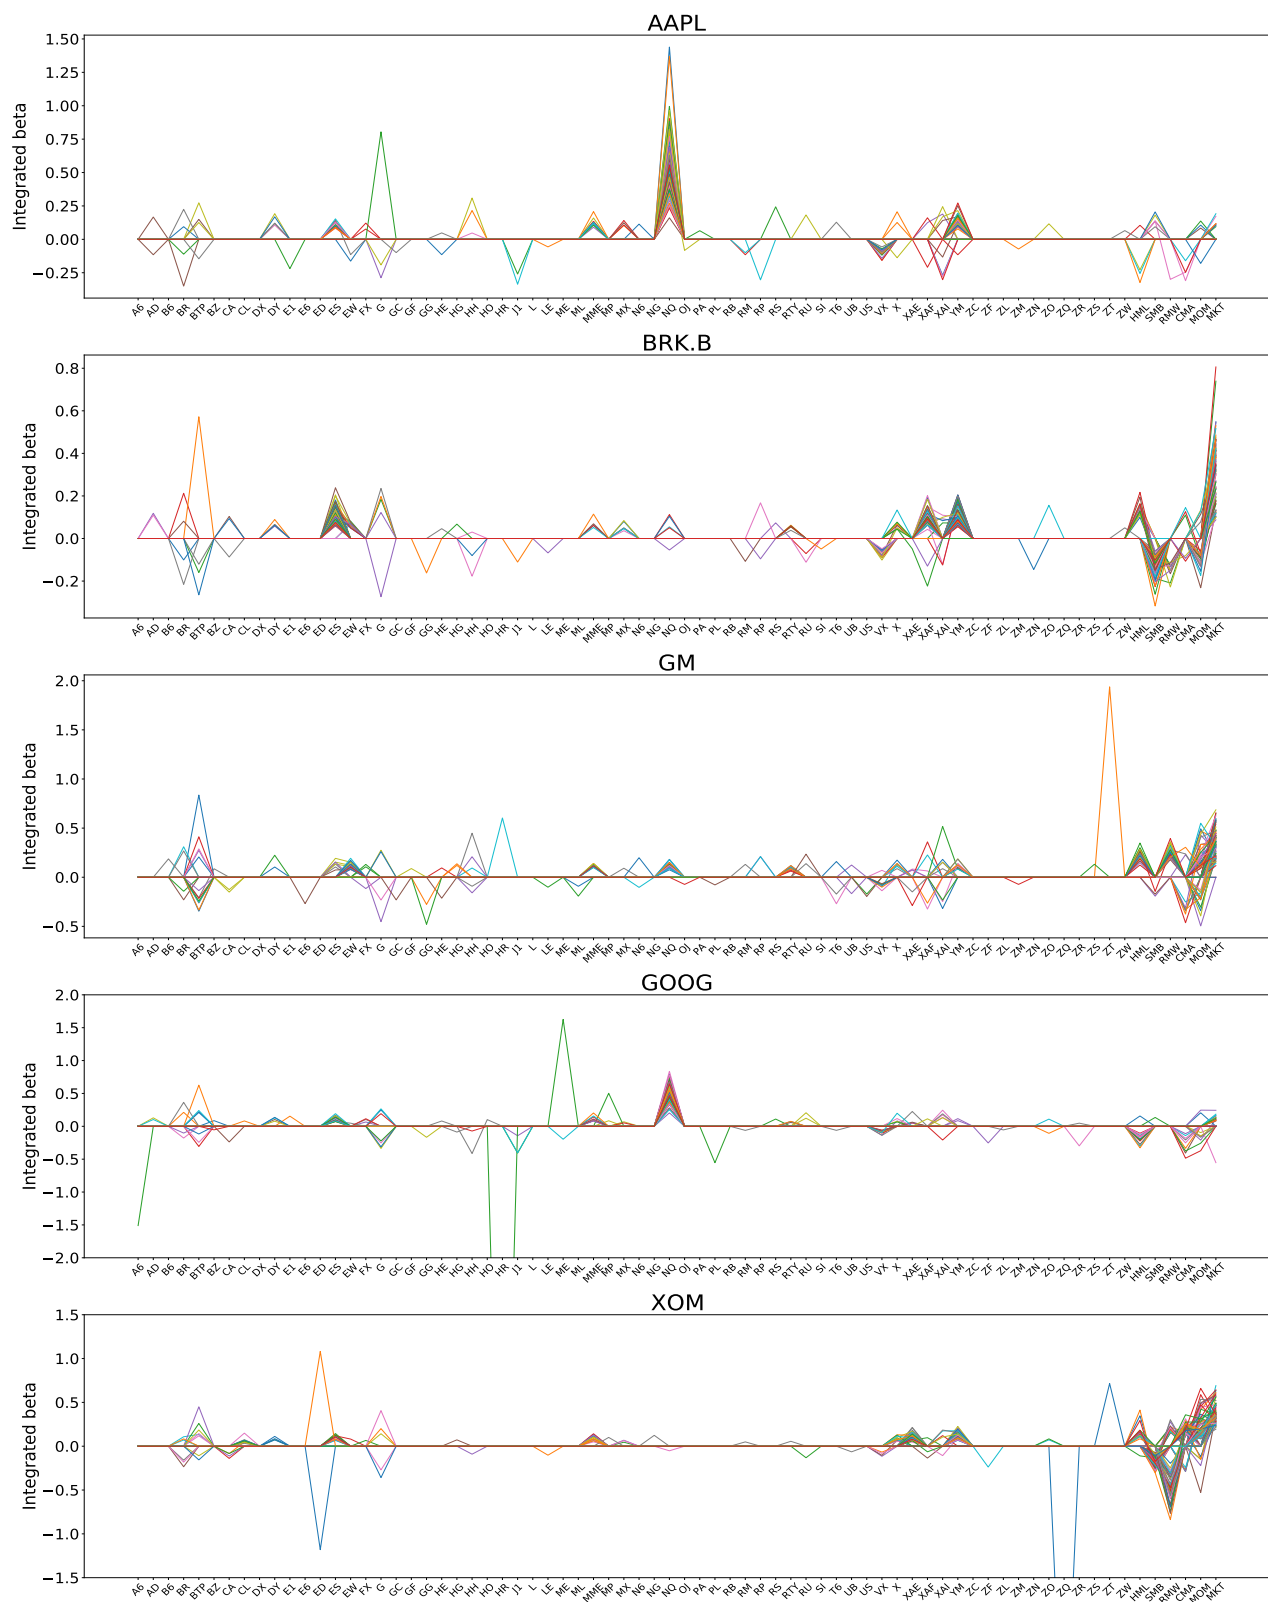 AAPL
Integrated beta
1.50
1.25
1.00
0.75
0.50
0.25
0.00
−0.25
A6 AD B6 BR BTP BZ CA CL DX DY E1 E6 ED ES EW FX G GC GF GG HE HG HH HO HR J1 L LE ME ML MME MP MX N6 NG NQ OJ PA PL RB RM RP RS RTY RU SI T6 UB US VX X XAE XAF XAI YM ZC ZF ZL ZM ZN ZO ZQ ZR ZS ZT ZW HML SMB RMW CMA MOM MKT
BRK.B
Integrated beta
0.8
0.6
0.4
0.2
0.0
−0.2
A6 AD B6 BR BTP BZ CA CL DX DY E1 E6 ED ES EW FX G GC GF GG HE HG HH HO HR J1 L LE ME ML MME MP MX N6 NG NQ OJ PA PL RB RM RP RS RTY RU SI T6 UB US VX X XAE XAF XAI YM ZC ZF ZL ZM ZN ZO ZQ ZR ZS ZT ZW HML SMB RMW CMA MOM MKT
GM
Integrated beta
2.0
1.5
1.0
0.5
0.0
−0.5
A6 AD B6 BR BTP BZ CA CL DX DY E1 E6 ED ES EW FX G GC GF GG HE HG HH HO HR J1 L LE ME ML MME MP MX N6 NG NQ OJ PA PL RB RM RP RS RTY RU SI T6 UB US VX X XAE XAF XAI YM ZC ZF ZL ZM ZN ZO ZQ ZR ZS ZT ZW HML SMB RMW CMA MOM MKT
GOOG
Integrated beta
2.0
1.5
1.0
0.5
0.0
−0.5
−1.0
−1.5
−2.0
A6 AD B6 BR BTP BZ CA CL DX DY E1 E6 ED ES EW FX G GC GF GG HE HG HH HO HR J1 L LE ME ML MME MP MX N6 NG NQ OJ PA PL RB RM RP RS RTY RU SI T6 UB US VX X XAE XAF XAI YM ZC ZF ZL ZM ZN ZO ZQ ZR ZS ZT ZW HML SMB RMW CMA MOM MKT
XOM
Integrated beta
1.5
1.0
0.5
0.0
−0.5
−1.0
−1.5
A6 AD B6 BR BTP BZ CA CL DX DY E1 E6 ED ES EW FX G GC GF GG HE HG HH HO HR J1 L LE ME ML MME MP MX N6 NG NQ OJ PA PL RB RM RP RS RTY RU SI T6 UB US VX X XAE XAF XAI YM ZC ZF ZL ZM ZN ZO ZQ ZR ZS ZT ZW HML SMB RMW CMA MOM MKT